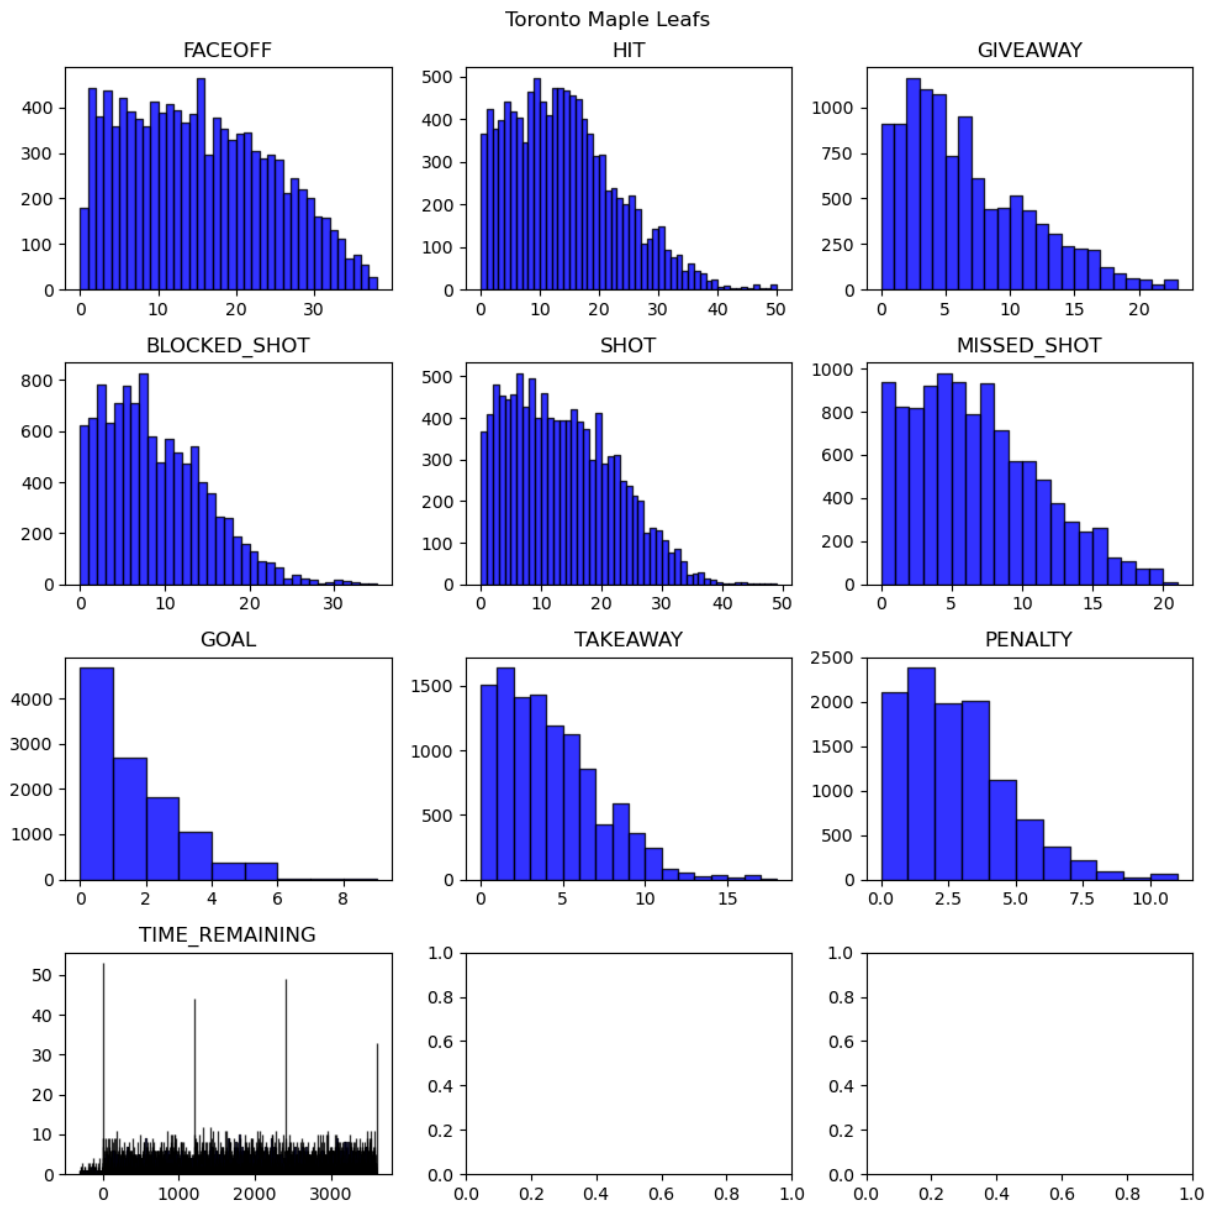 Toronto Maple Leafs
FACEOFF
400
300
200
100
0
0 10 20 30
HIT
500
400
300
200
100
0
0 10 20 30 40 50
GIVEAWAY
1000
750
500
250
0
0 5 10 15 20
BLOCKED_SHOT
800
600
400
200
0
0 10 20 30
SHOT
500
400
300
200
100
0
0 10 20 30 40 50
MISSED_SHOT
1000
800
600
400
200
0
0 5 10 15 20
GOAL
4000
3000
2000
1000
0
0 2 4 6 8
TAKEAWAY
1500
1000
500
0
0 5 10 15
PENALTY
2500
2000
1500
1000
500
0
0.0 2.5 5.0 7.5 10.0
TIME_REMAINING
50
40
30
20
10
0
0 1000 2000 3000
1.0
0.8
0.6
0.4
0.2
0.0
0.0 0.2 0.4 0.6 0.8 1.0
1.0
0.8
0.6
0.4
0.2
0.0
0.0 0.2 0.4 0.6 0.8 1.0